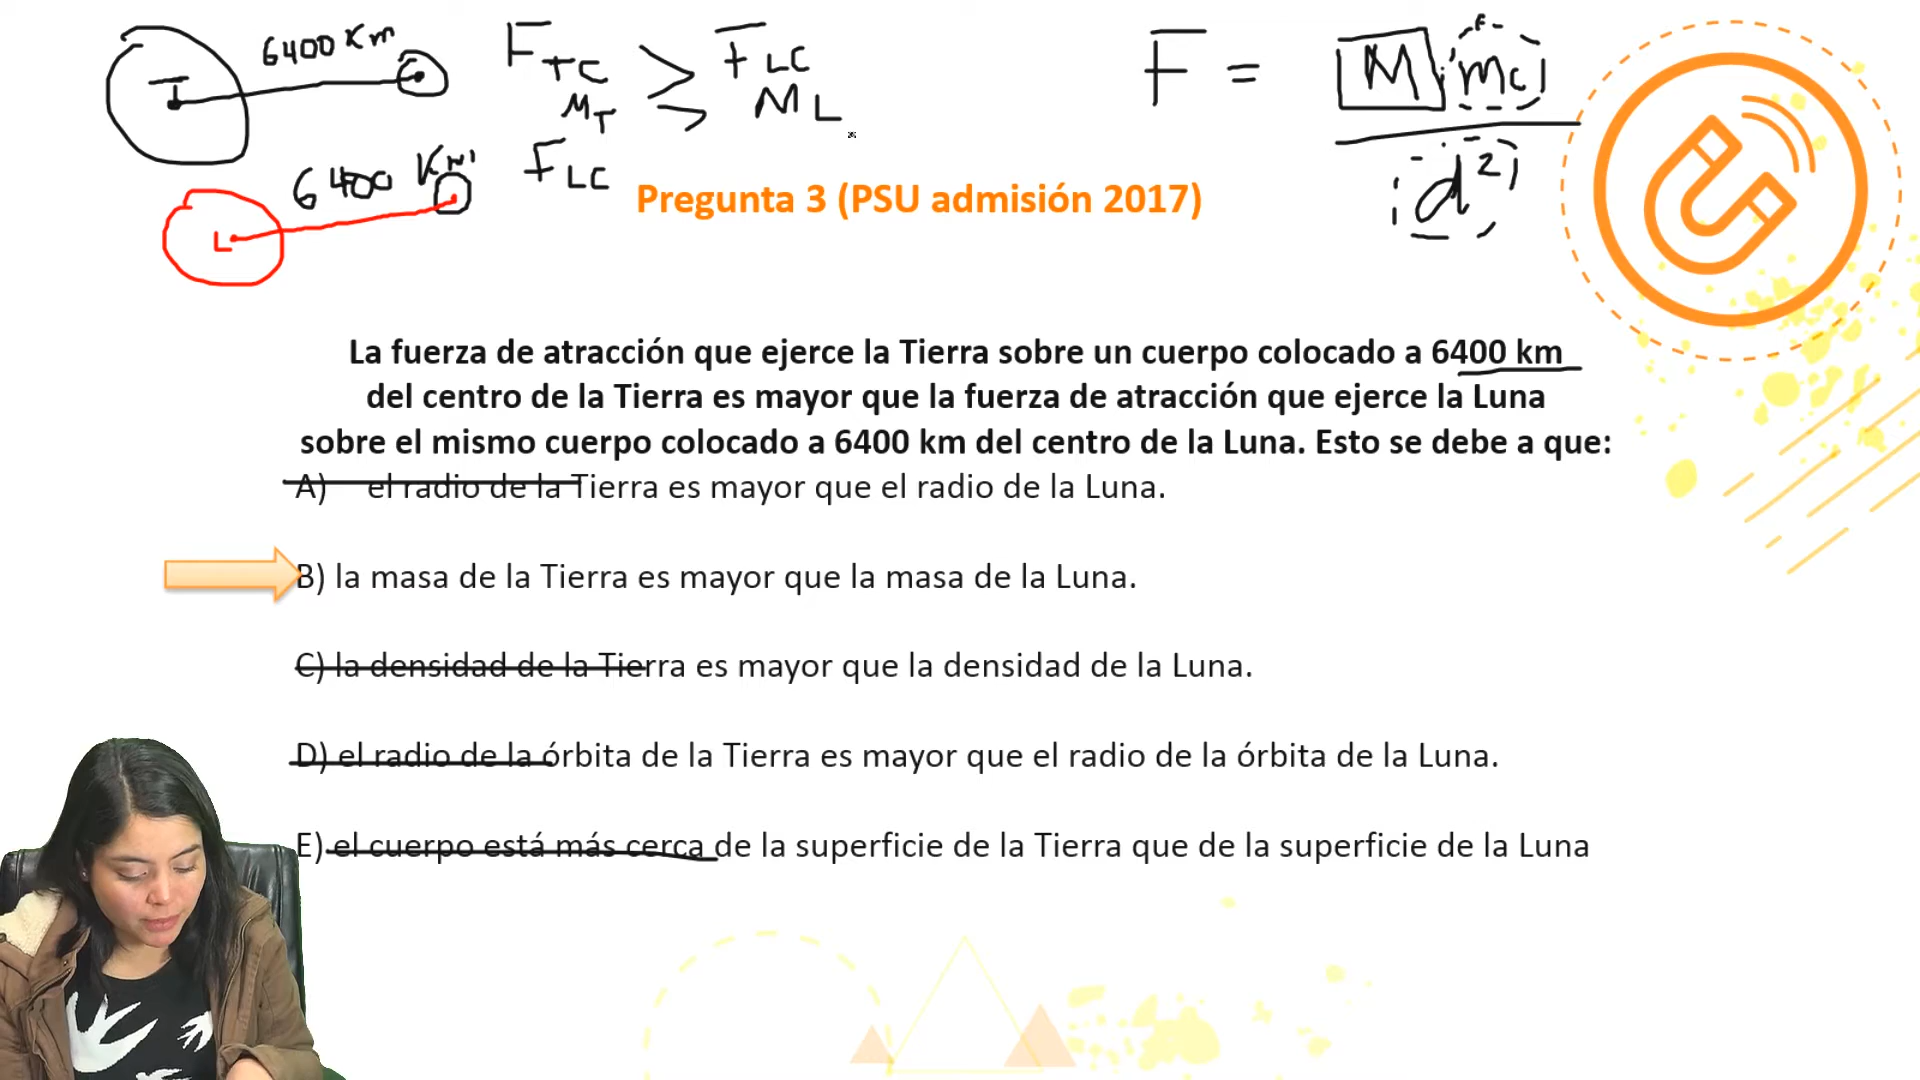 6400 Km
T
F TC > F LC
M T > M L
F = M · mc
d²
6400 Km
F LC
L
Pregunta 3 (PSU admisión 2017)
La fuerza de atracción que ejerce la Tierra sobre un cuerpo colocado a 6400 km
del centro de la Tierra es mayor que la fuerza de atracción que ejerce la Luna
sobre el mismo cuerpo colocado a 6400 km del centro de la Luna. Esto se debe a que:
A) el radio de la Tierra es mayor que el radio de la Luna.
B) la masa de la Tierra es mayor que la masa de la Luna.
C) la densidad de la Tierra es mayor que la densidad de la Luna.
D) el radio de la órbita de la Tierra es mayor que el radio de la órbita de la Luna.
E) el cuerpo está más cerca de la superficie de la Tierra que de la superficie de la Luna